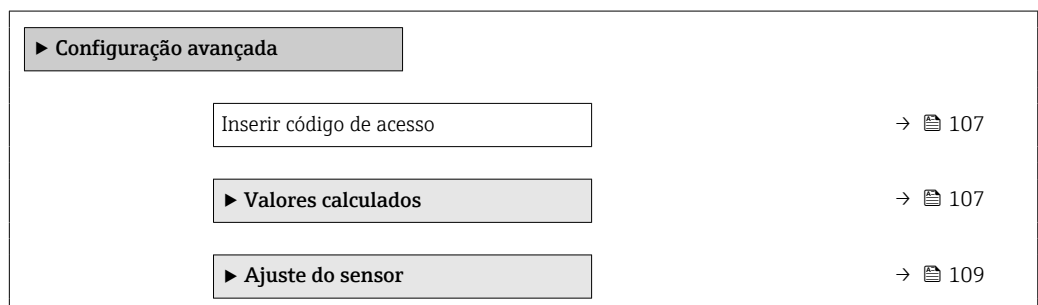 ▶ Configuração avançada
Inserir código de acesso → 107
▶ Valores calculados → 107
▶ Ajuste do sensor → 109